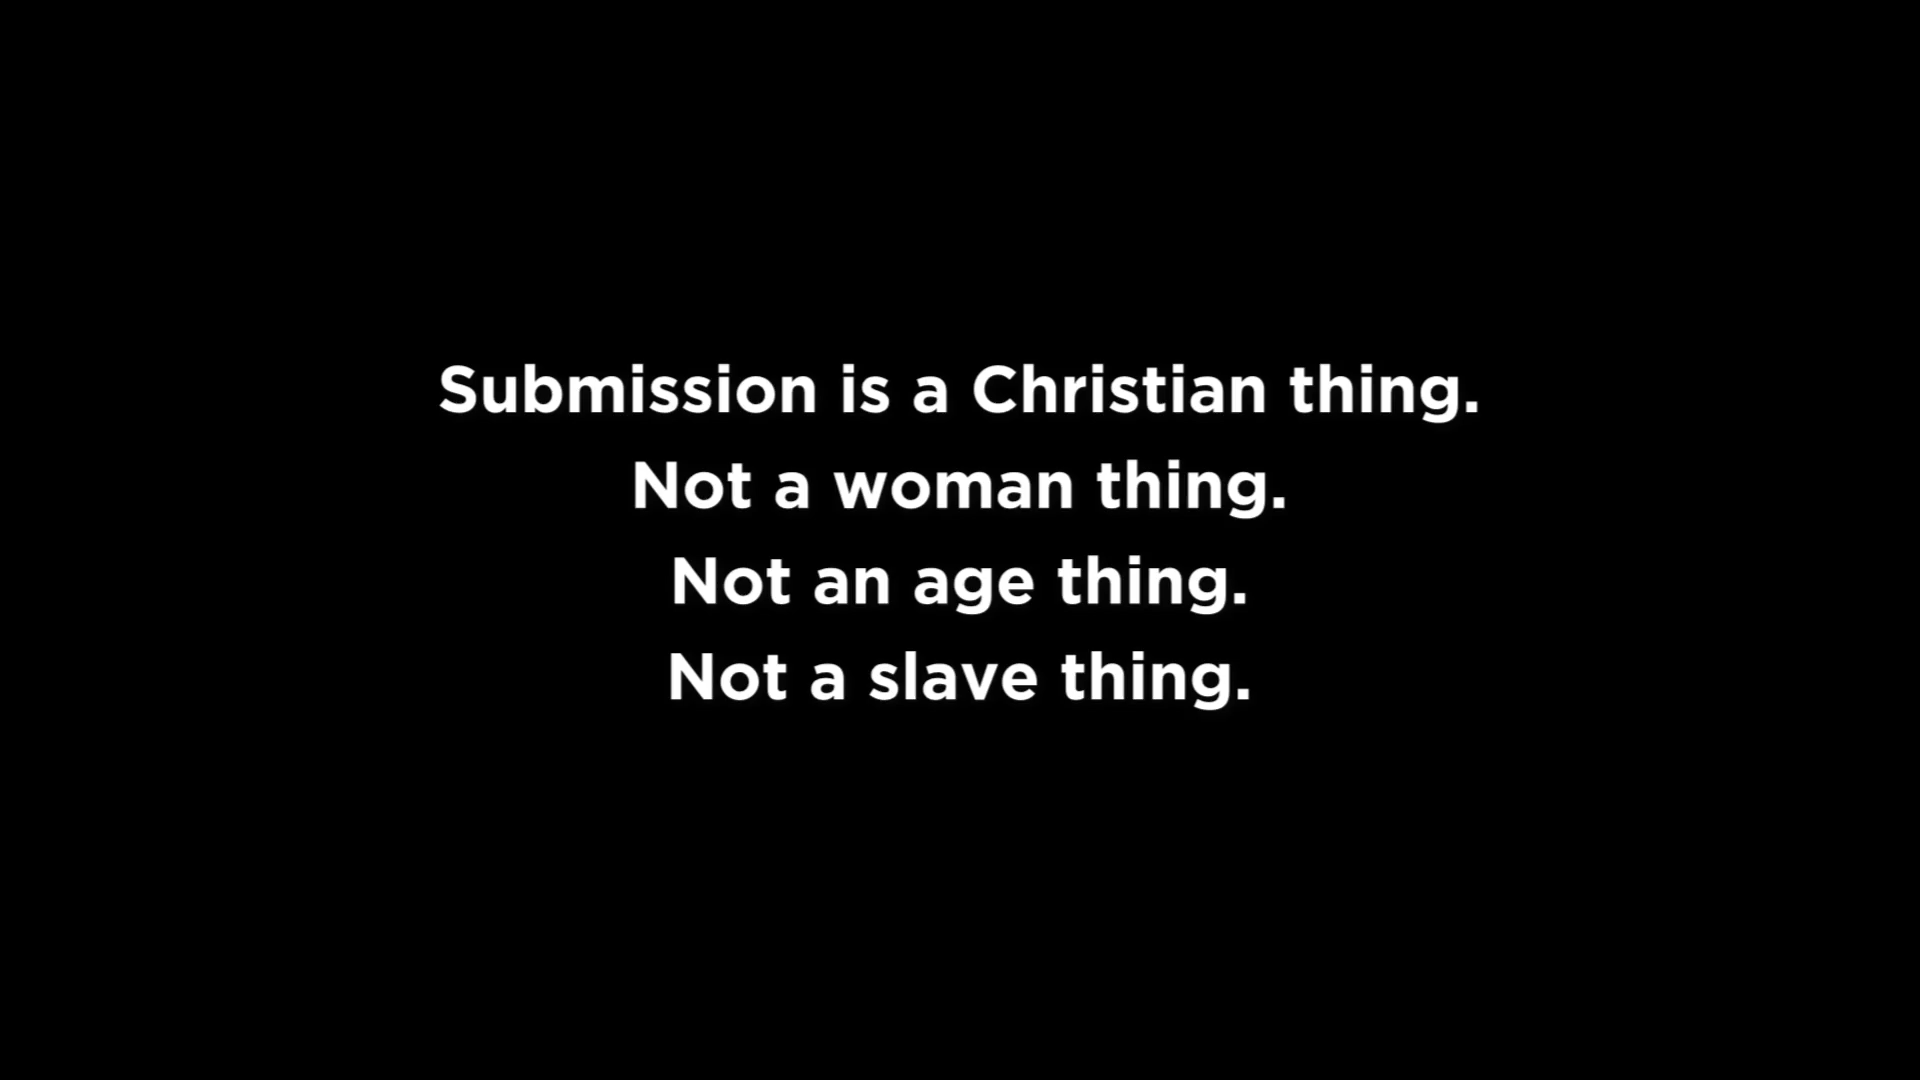 Submission is a Christian thing.
Not a woman thing.
Not an age thing.
Not a slave thing.